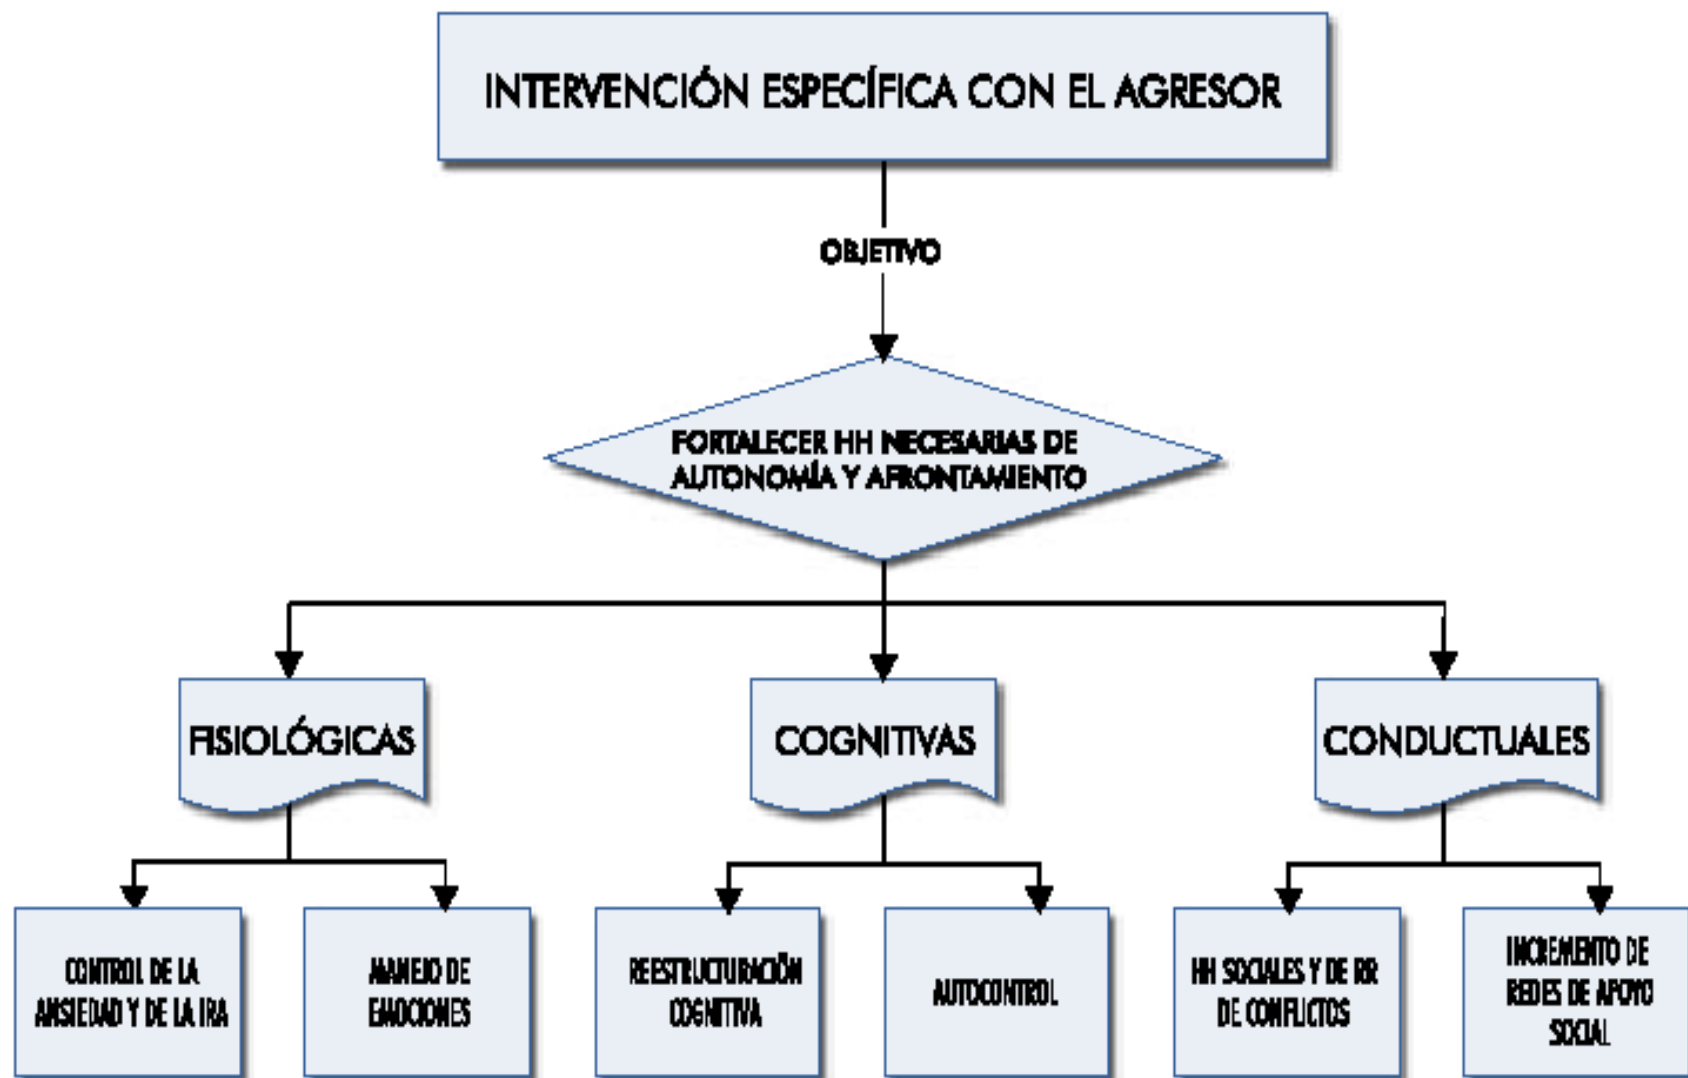 INTERVENCIÓN ESPECÍFICA CON EL AGRESOR
OBJETIVO
FORTALECER HH NECESARIAS DE
AUTONOMÍA Y AFRONTAMIENTO
FISIOLÓGICAS
COGNITIVAS
CONDUCTUALES
CONTROL DE LA
ANSIEDAD Y DE LA IRA
MANEJO DE
EMOCIONES
REESTRUCTURACIÓN
COGNITIVA
AUTOCONTROL
HH SOCIALES Y DE RR
DE CONFLICTOS
INCREMENTO DE
REDES DE APOYO
SOCIAL